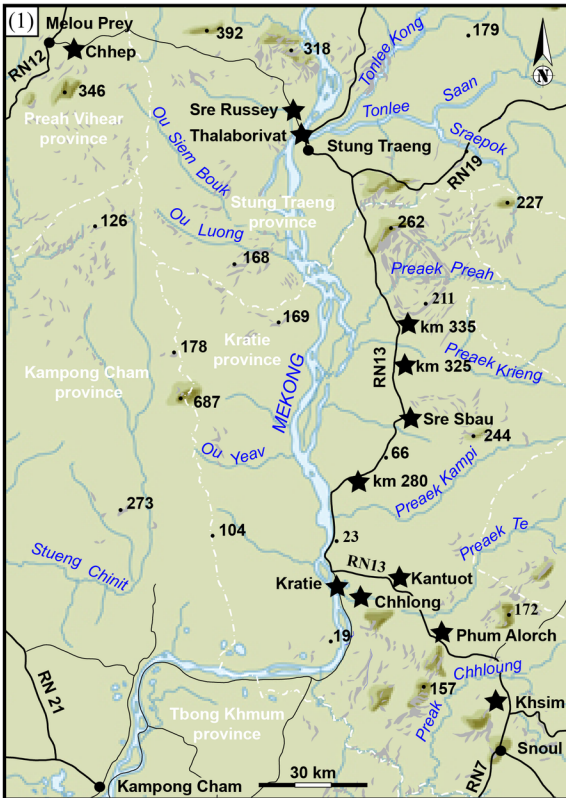 (1)
Melou Prey
392
318
179
Tonlee Kong
Chhep
RN12
N
346
Sre Russey
Tonlee
Saan
Preah Vihear
province
Ou Slem Bouk
Thalaborivat
Stung Traeng
Sraepok
RN19
Stung Traeng
province
227
126
Ou Luong
262
168
Preaek Preah
211
169
km 335
178
Kratie
province
RN13
Preaek
Krieng
km 325
Kampong Cham
province
MEKONG
687
Sre Sbau
244
Ou Yeav
66
km 280
Preaek Kampi
273
104
23
Preaek Te
Stueng Chinit
RN13
Kantuot
Kratie
Chhlong
172
19
Phum Alorch
Preak Chhloung
157
RN 21
Tbong Khmum
province
Khsim
Snoul
30 km
RN7
Kampong Cham